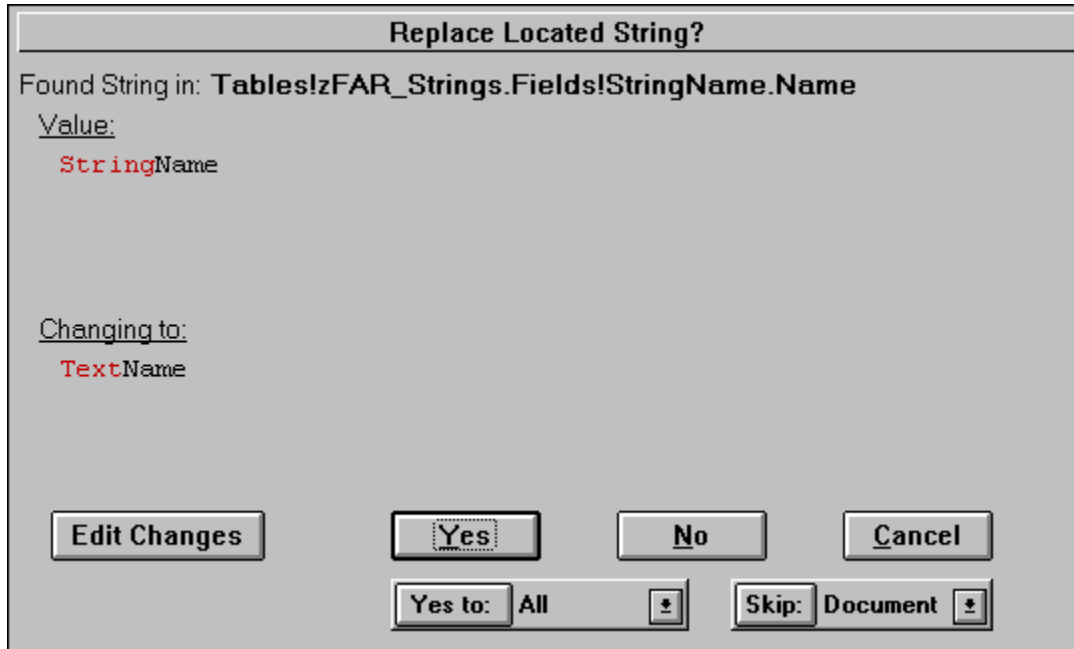 Replace Located String?
Found String in: Tables!zFAR_Strings.Fields!StringName.Name
Value:
StringName
Changing to:
TextName
Edit Changes Yes No Cancel
Yes to: All Skip: Document